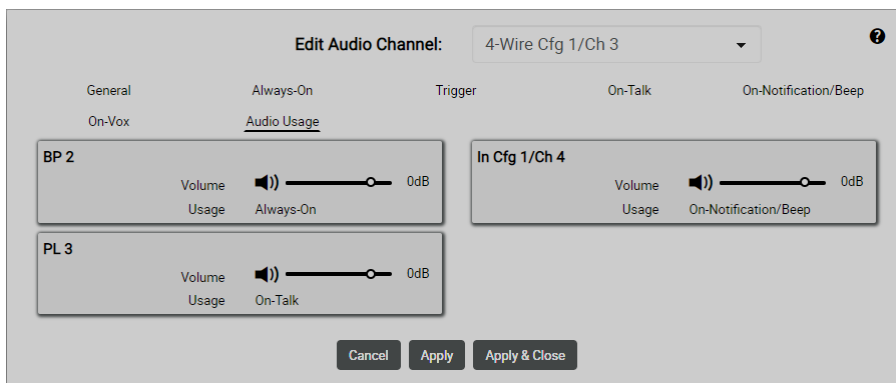 Edit Audio Channel: 4-Wire Cfg 1/Ch 3 ?
General Always-On Trigger On-Talk On-Notification/Beep
On-Vox Audio Usage
BP 2
Volume 0dB
Usage Always-On
In Cfg 1/Ch 4
Volume 0dB
Usage On-Notification/Beep
PL 3
Volume 0dB
Usage On-Talk
Cancel Apply Apply & Close